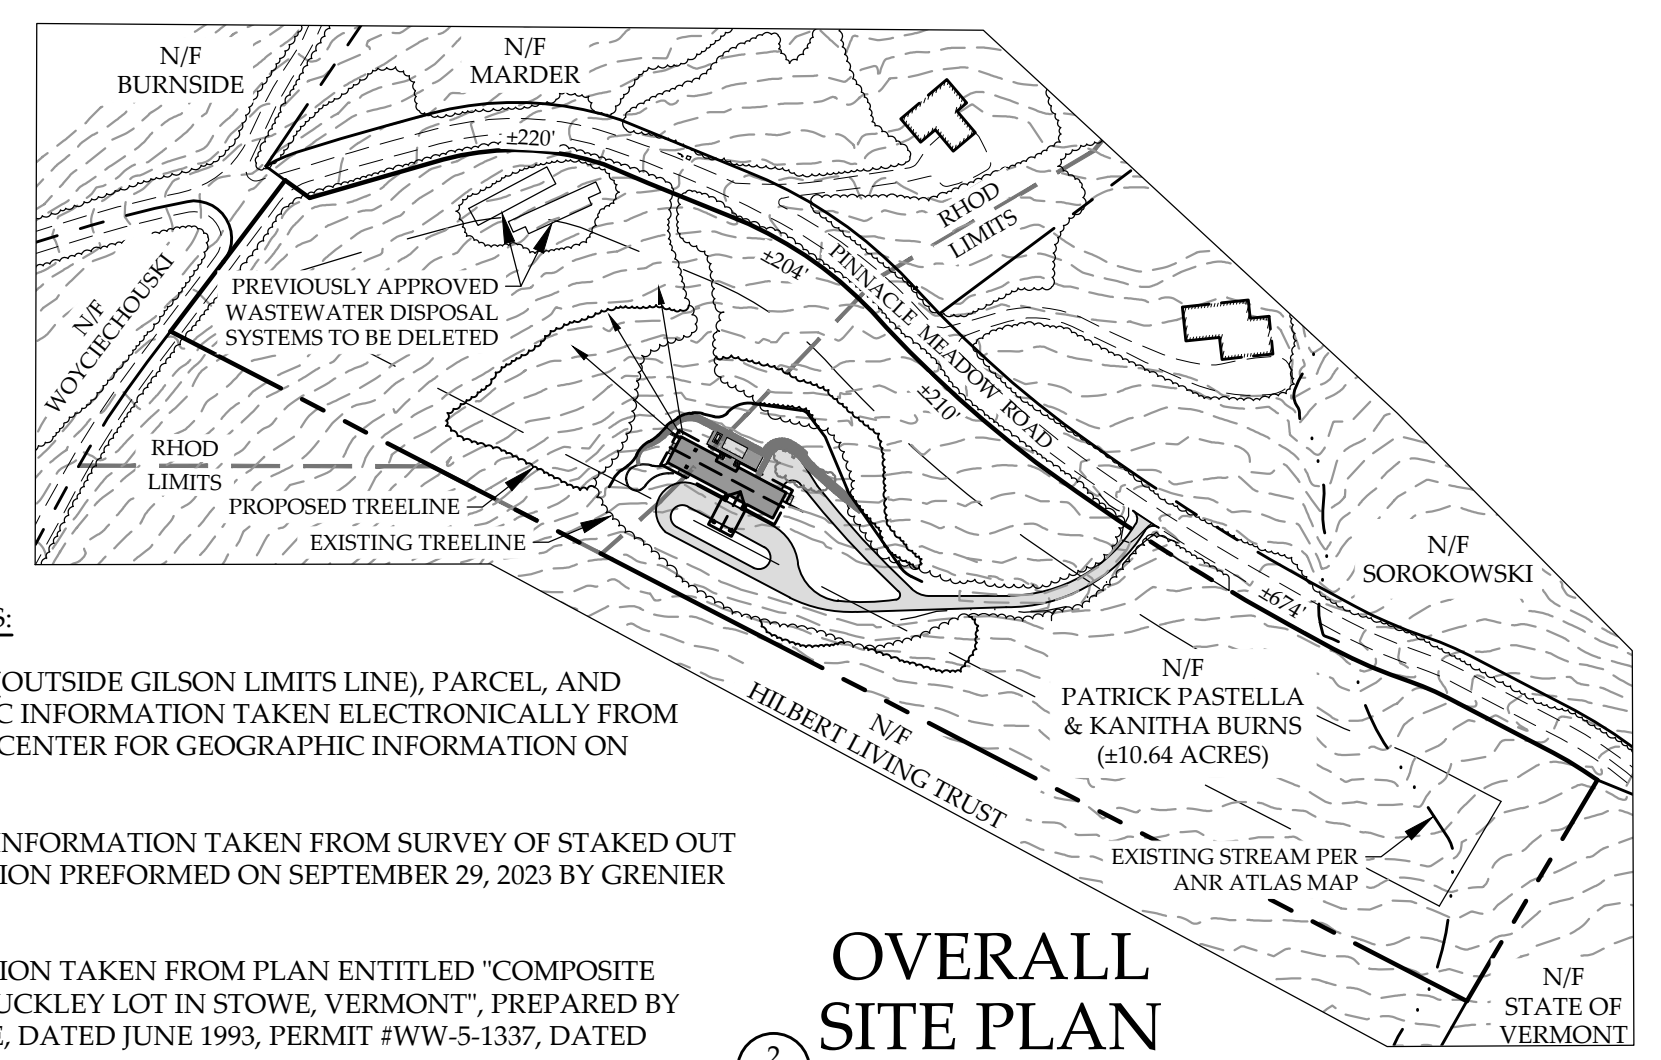 N/F
BURNSIDE
N/F
MARDER
±220'
RHOD
LIMITS
PINNACLE MEADOW ROAD
±204'
±210'
PREVIOUSLY APPROVED
WASTEWATER DISPOSAL
SYSTEMS TO BE DELETED
N/F
WOYCIECHOUSKI
RHOD
LIMITS
PROPOSED TREELINE
EXISTING TREELINE
N/F
SOROKOWSKI
±674'
N/F
PATRICK PASTELLA
& KANITHA BURNS
(±10.64 ACRES)
N/F
HILBERT LIVING TRUST
EXISTING STREAM PER
ANR ATLAS MAP
N/F
STATE OF
VERMONT
S:
(OUTSIDE GILSON LIMITS LINE), PARCEL, AND
C INFORMATION TAKEN ELECTRONICALLY FROM
CENTER FOR GEOGRAPHIC INFORMATION ON
INFORMATION TAKEN FROM SURVEY OF STAKED OUT
ION PREFORMED ON SEPTEMBER 29, 2023 BY GRENIER
ION TAKEN FROM PLAN ENTITLED "COMPOSITE
UCKLEY LOT IN STOWE, VERMONT", PREPARED BY
E, DATED JUNE 1993, PERMIT #WW-5-1337, DATED
OVERALL
SITE PLAN
2